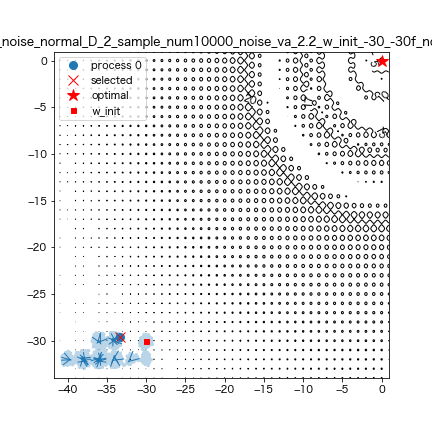 _noise_normal_D_2_sample_num10000_noise_va_2.2_w_init_-30_-30f_no
process 0
selected
optimal
w_init
0
−5
−10
−15
−20
−25
−30
−40 −35 −30 −25 −20 −15 −10 −5 0